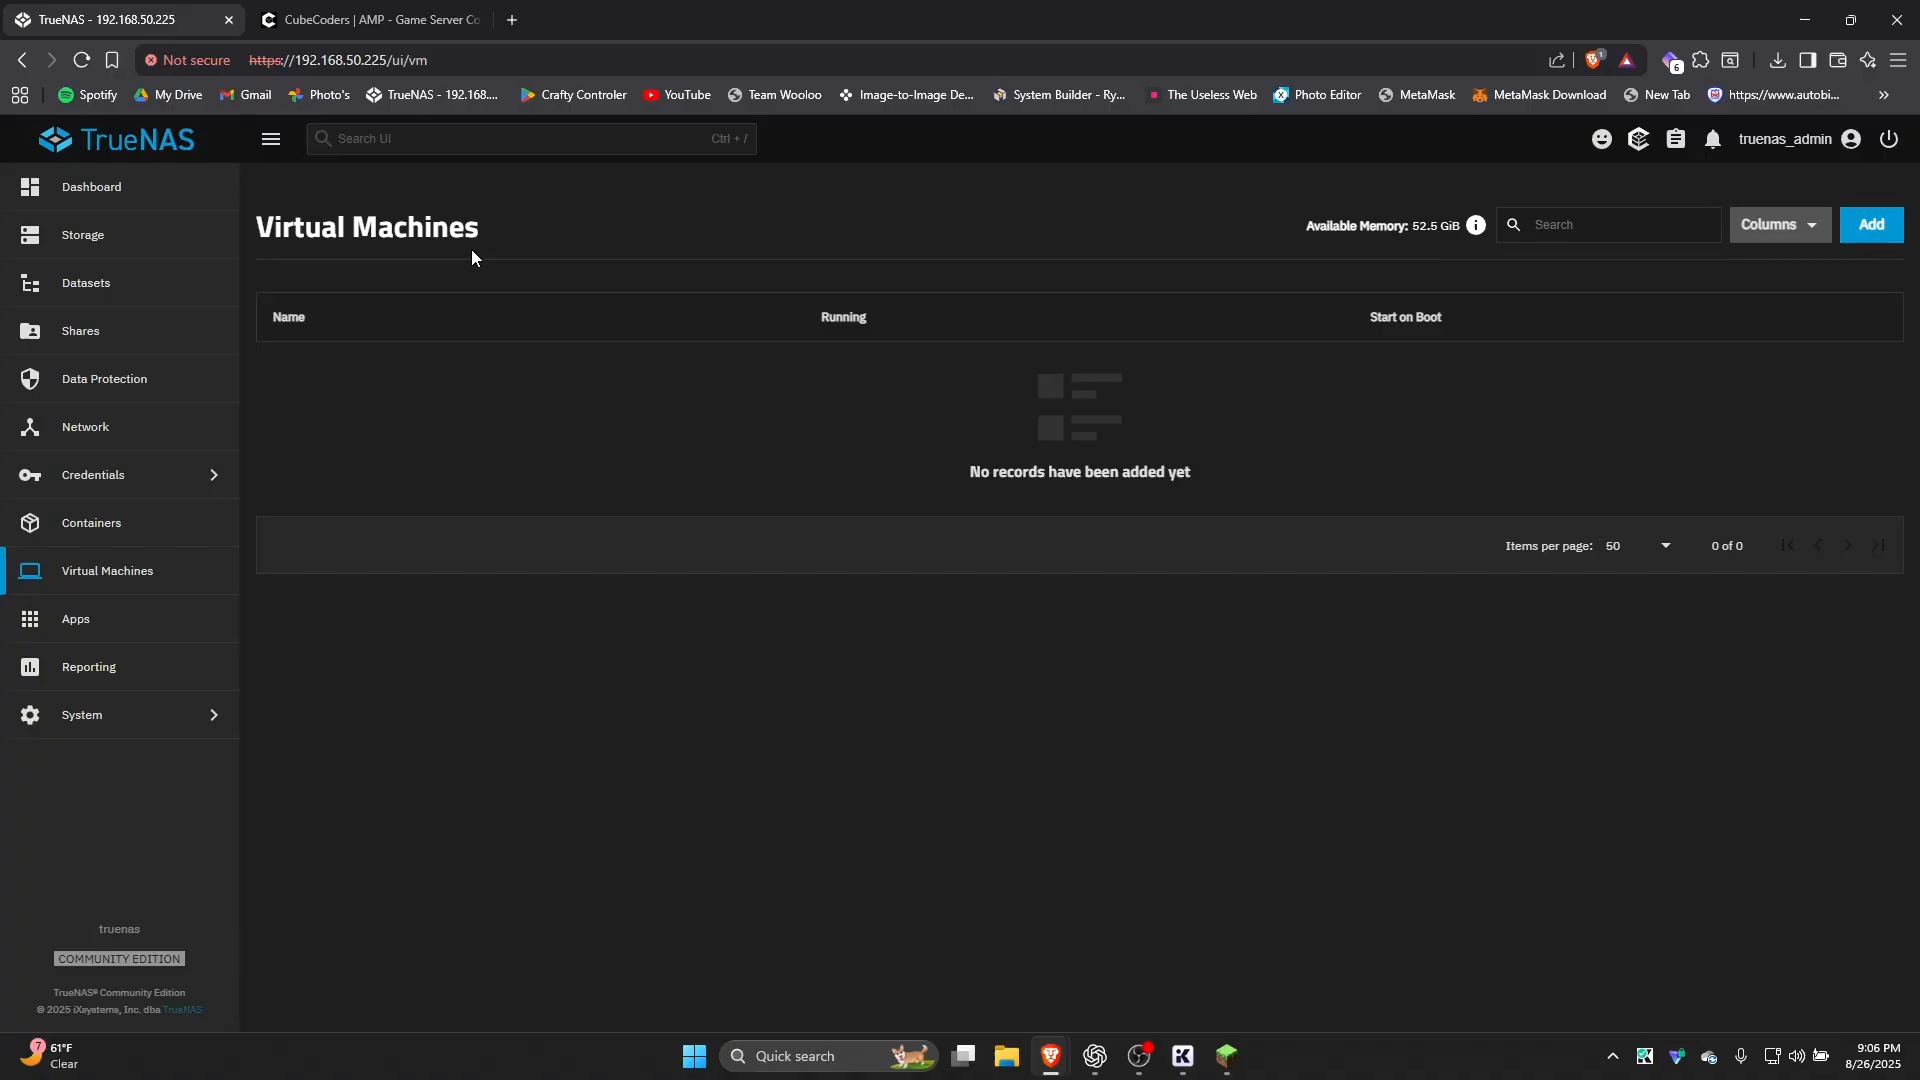 TrueNAS - 192.168.50.225
CubeCoders | AMP - Game Server Co
Not secure https://192.168.50.225/ui/vm
1
6
Spotify
My Drive
Gmail
Photo's
TrueNAS - 192.168....
Crafty Controler
YouTube
Team Wooloo
Image-to-Image De...
System Builder - Ry...
The Useless Web
Photo Editor
MetaMask
MetaMask Download
New Tab
https://www.autobi...
TrueNAS
Search UI
Ctrl + /
truenas_admin
Dashboard
Storage
Datasets
Shares
Data Protection
Network
Credentials
Containers
Virtual Machines
Apps
Reporting
System
truenas
COMMUNITY EDITION
TrueNAS® Community Edition
© 2025 iXsystems, Inc. dba TrueNAS
Virtual Machines
Available Memory: 52.5 GiB
Search
Columns
Add
Name
Running
Start on Boot
No records have been added yet
Items per page: 50
0 of 0
7
61°F
Clear
Quick search
9:06 PM
8/26/2025